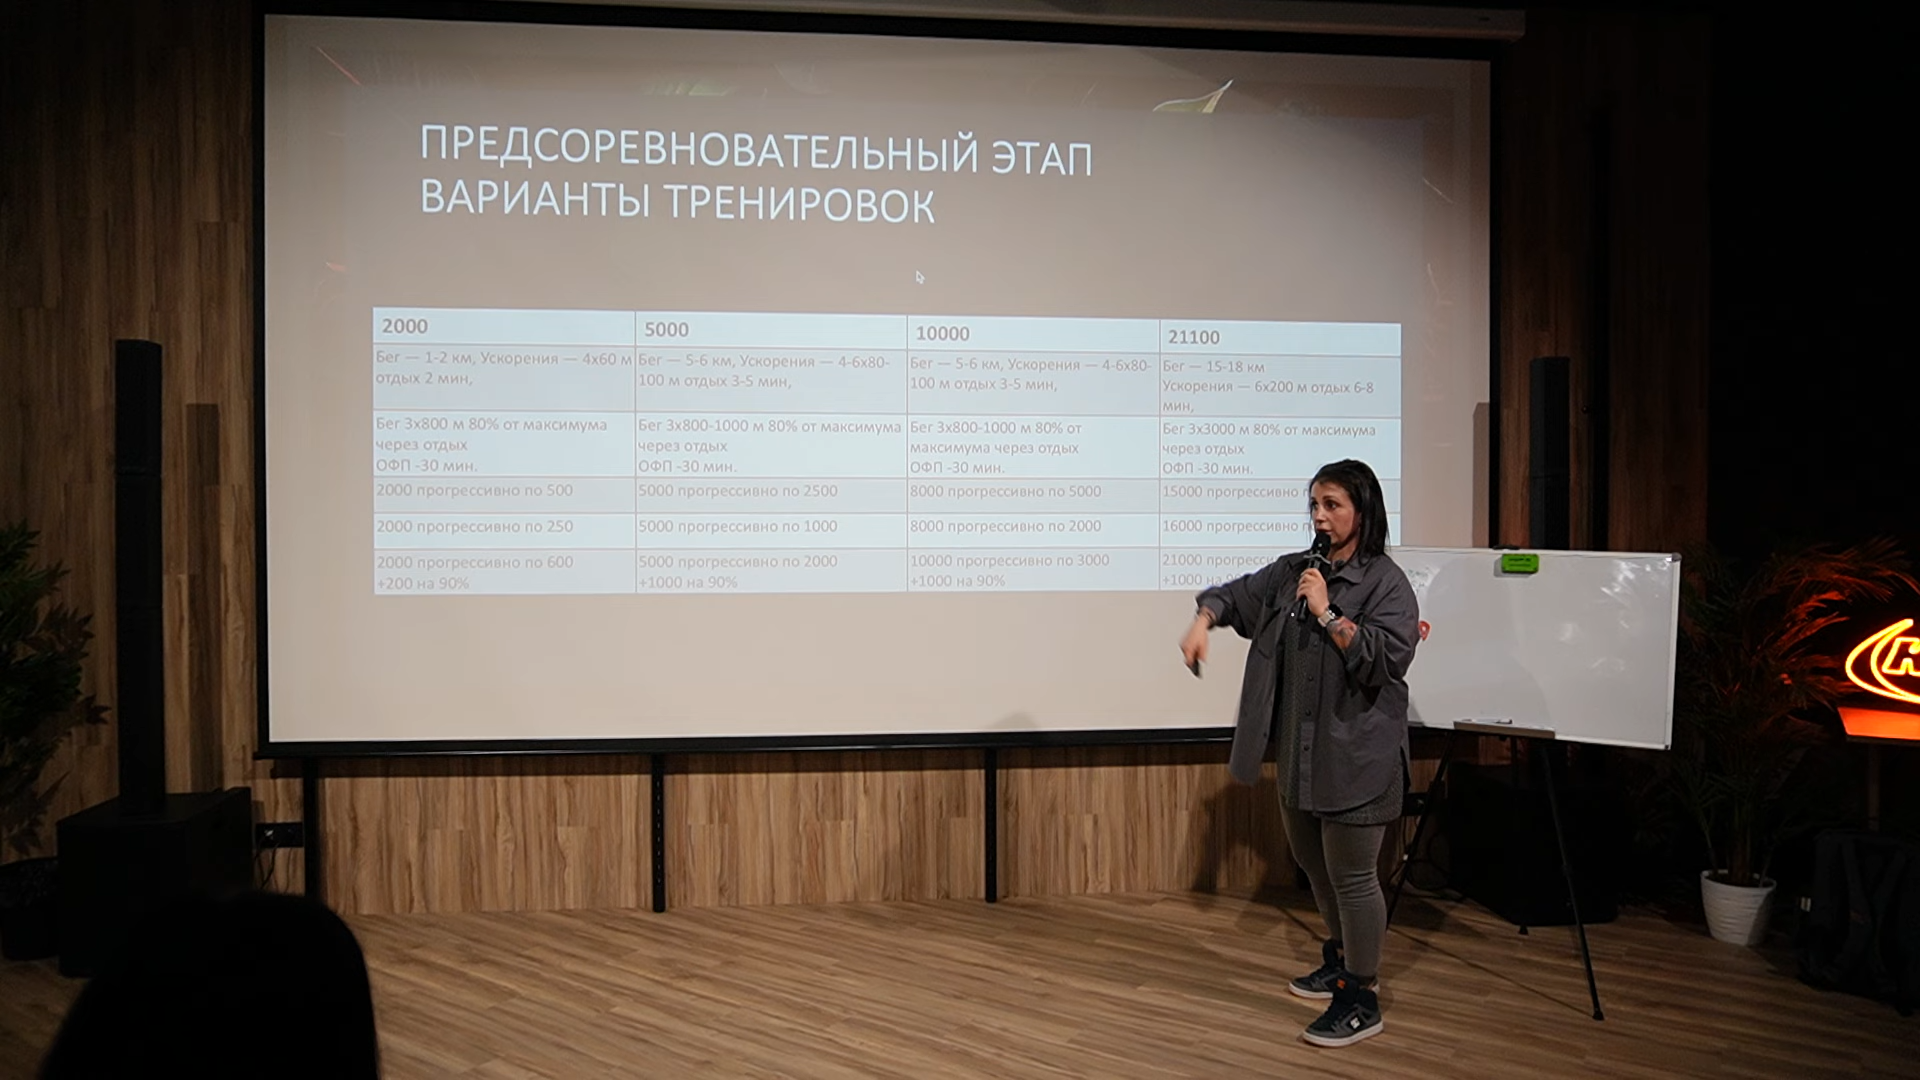 ПРЕДСОРЕВНОВАТЕЛЬНЫЙ ЭТАП
ВАРИАНТЫ ТРЕНИРОВОК
2000
5000
10000
21100
Бег — 1-2 км, Ускорения — 4х60 м
отдых 2 мин,
Бег — 5-6 км, Ускорения — 4-6х80-
100 м отдых 3-5 мин,
Бег — 5-6 км, Ускорения — 4-6х80-
100 м отдых 3-5 мин,
Бег — 15-18 км
Ускорения — 6х200 м отдых 6-8
мин,
Бег 3х800 м 80% от максимума
через отдых
ОФП -30 мин.
Бег 3х800-1000 м 80% от максимума
через отдых
ОФП -30 мин.
Бег 3х800-1000 м 80% от
максимума через отдых
ОФП -30 мин.
Бег 3х3000 м 80% от максимума
через отдых
ОФП -30 мин.
2000 прогрессивно по 500
5000 прогрессивно по 2500
8000 прогрессивно по 5000
15000 прогрессивно
2000 прогрессивно по 250
5000 прогрессивно по 1000
8000 прогрессивно по 2000
16000 прогрессивно
2000 прогрессивно по 600
+200 на 90%
5000 прогрессивно по 2000
+1000 на 90%
10000 прогрессивно по 3000
+1000 на 90%
21000 прогресси
+1000 на